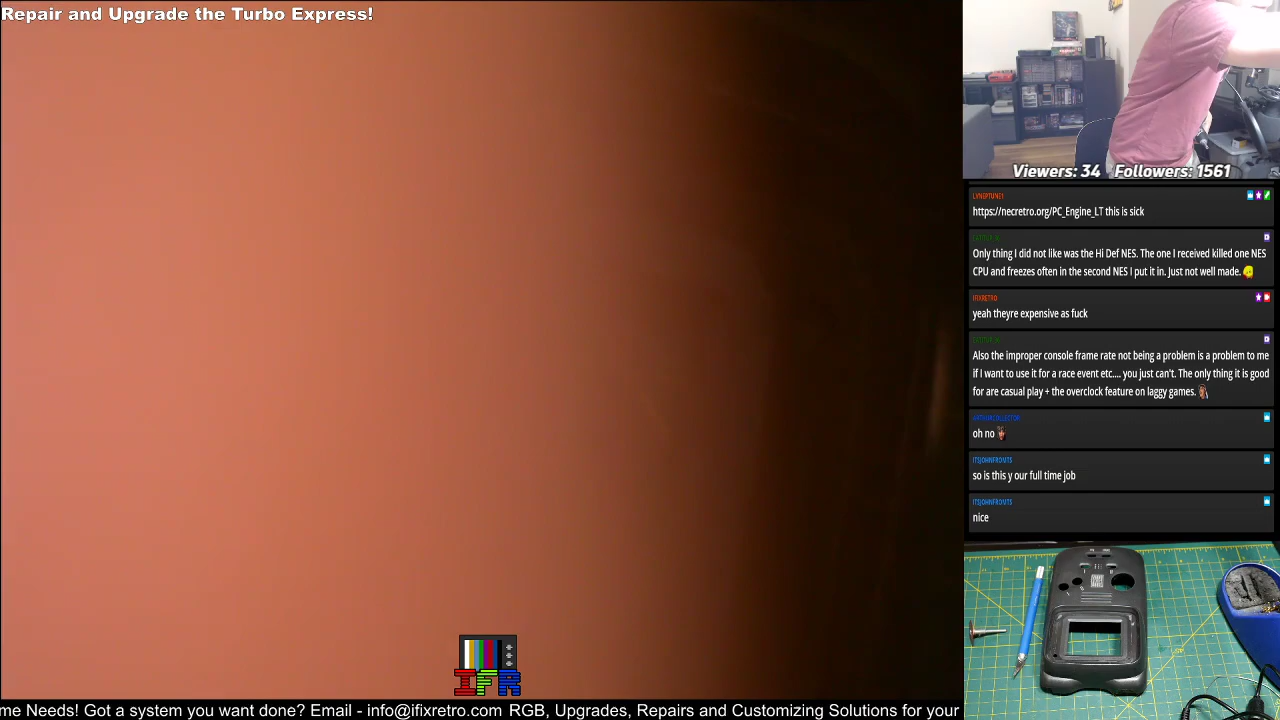 Repair and Upgrade the Turbo Express!
Viewers: 34 Followers: 1561
LVNEPTUNE1
https://necretro.org/PC_Engine_LT this is sick
Only thing I did not like was the Hi Def NES. The one I received killed one NES
CPU and freezes often in the second NES I put it in. Just not well made.
IFIXRETRO
yeah theyre expensive as fuck
Also the improper console frame rate not being a problem is a problem to me
if I want to use it for a race event etc.... you just can't. The only thing it is good
for are casual play + the overclock feature on laggy games.
oh no
ITSJOHNFROMTS
so is this y our full time job
ITSJOHNFROMTS
nice
IFR
me Needs! Got a system you want done? Email - info@ifixretro.com RGB, Upgrades, Repairs and Customizing Solutions for your